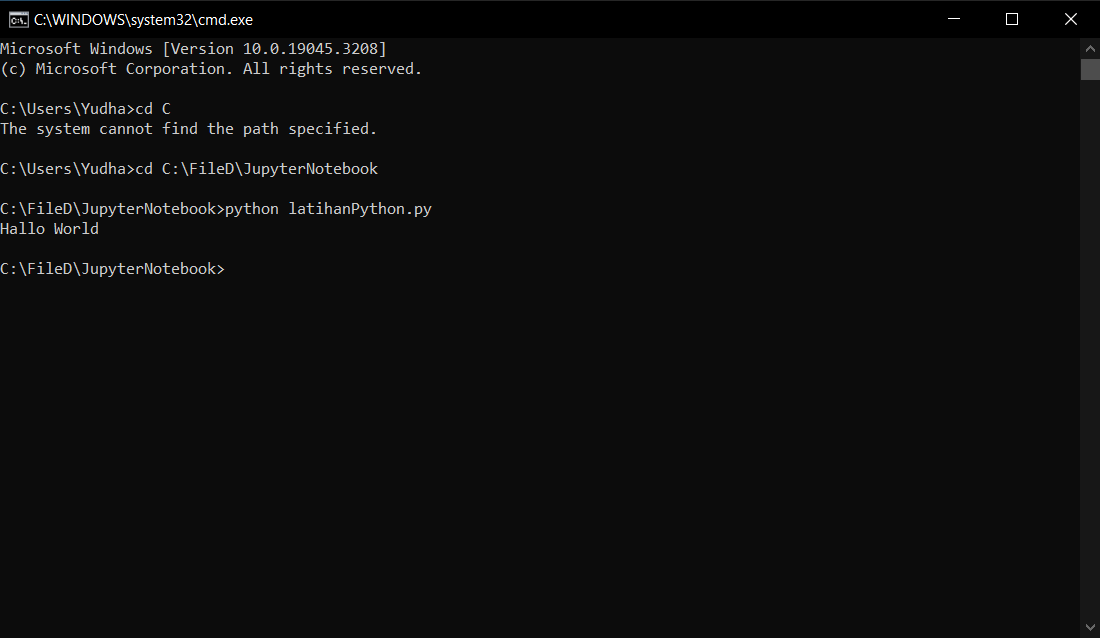 C:\WINDOWS\system32\cmd.exe
Microsoft Windows [Version 10.0.19045.3208]
(c) Microsoft Corporation. All rights reserved.
C:\Users\Yudha>cd C
The system cannot find the path specified.
C:\Users\Yudha>cd C:\FileD\JupyterNotebook
C:\FileD\JupyterNotebook>python latihanPython.py
Hallo World
C:\FileD\JupyterNotebook>